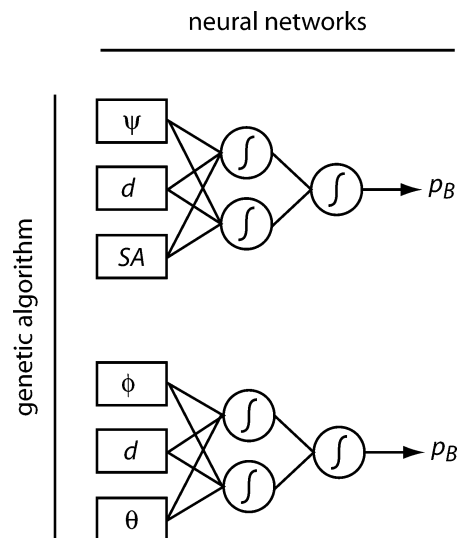 neural networks
genetic algorithm
ψ
d
SA
∫
∫
∫
p_B
ϕ
d
θ
∫
∫
∫
p_B